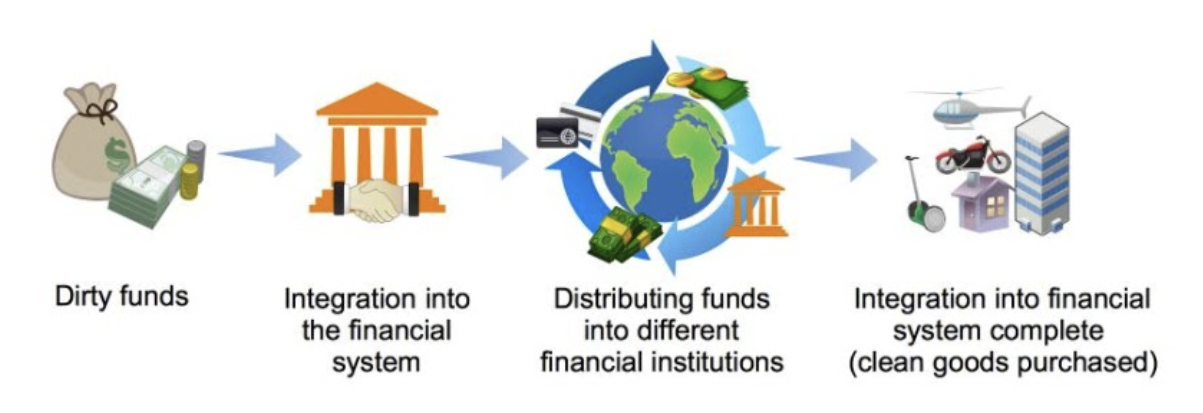 Dirty funds
Integration into
the financial
system
Distributing funds
into different
financial institutions
Integration into financial
system complete
(clean goods purchased)